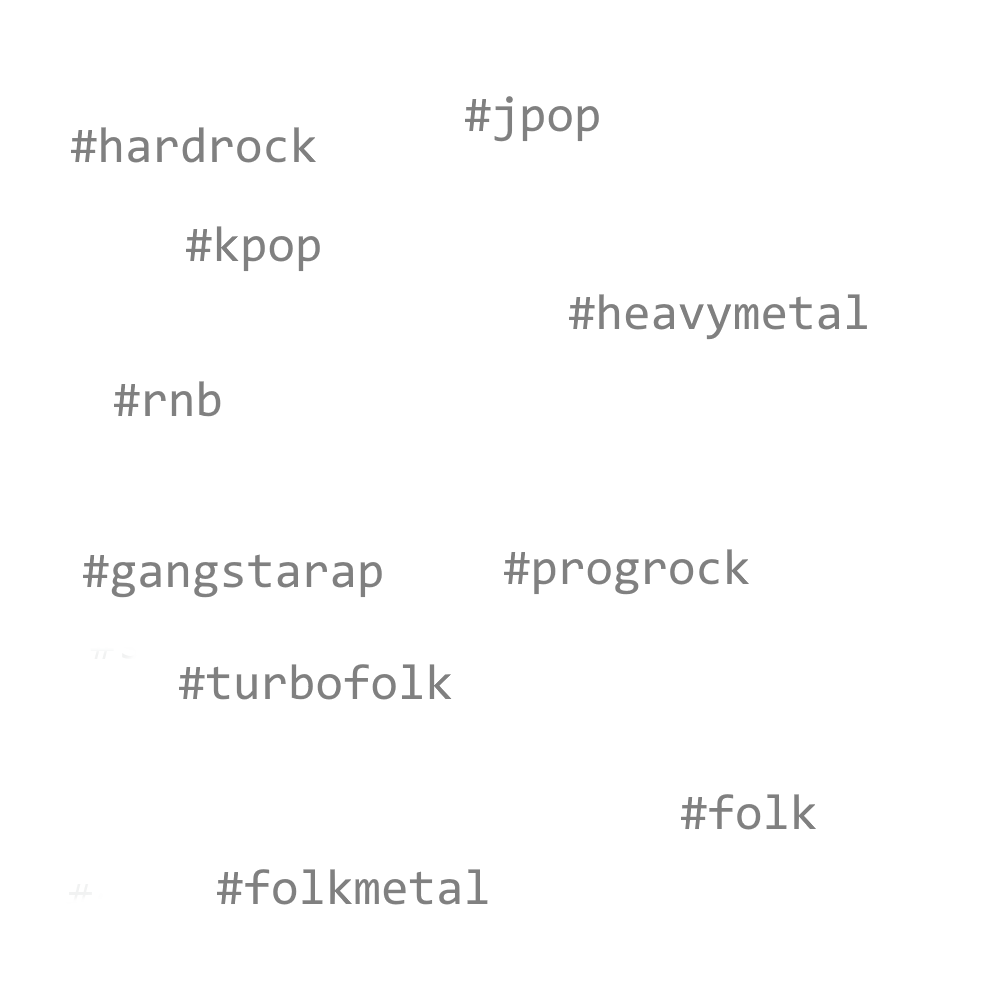 #jpop
#hardrock
#kpop
#heavymetal
#rnb
#gangstarap #progrock
#turbofolk
#folk
#folkmetal